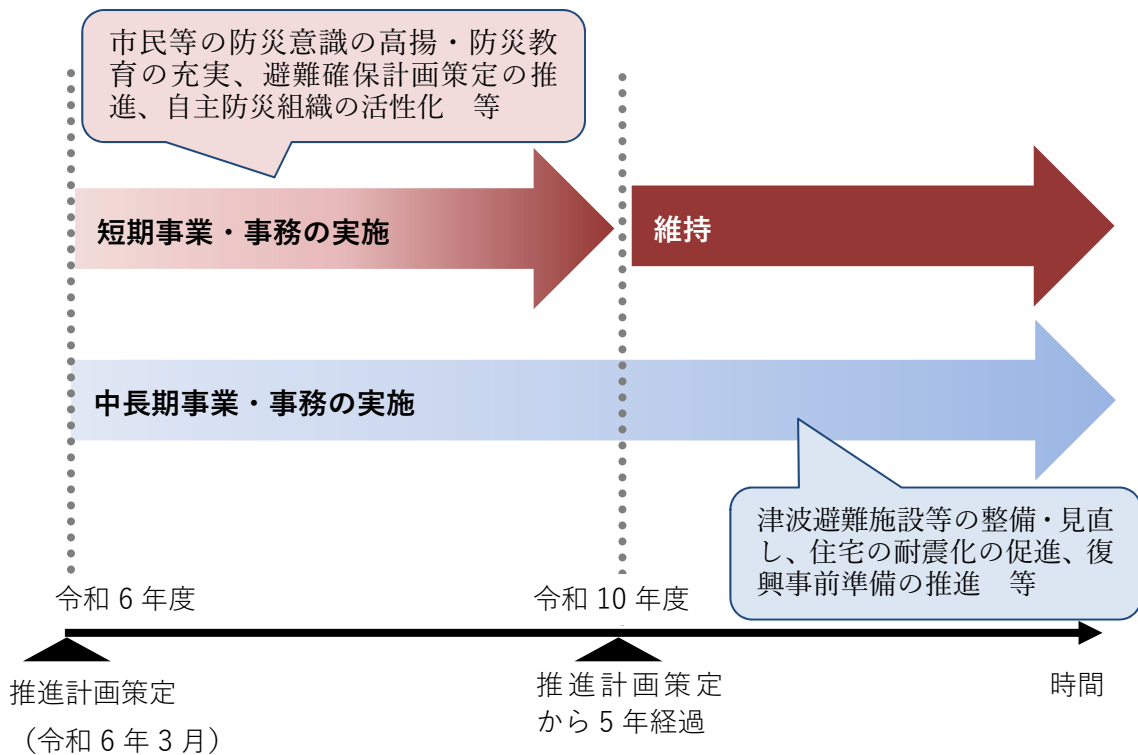 市民等の防災意識の高揚・防災教
育の充実、避難確保計画策定の推
進、自主防災組織の活性化　等
短期事業・事務の実施
維持
中長期事業・事務の実施
津波避難施設等の整備・見直
し、住宅の耐震化の促進、復
興事前準備の推進　等
令和 6 年度
令和 10 年度
推進計画策定
（令和 6 年 3 月）
推進計画策定
から 5 年経過
時間